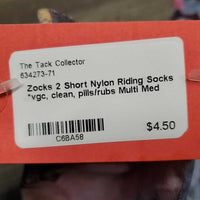 The Tack Collector
634273-71
Zocks 2 Short Nylon Riding Socks
*vgc, clean, pills/rubs Multi Med
C6BA58
$4.50